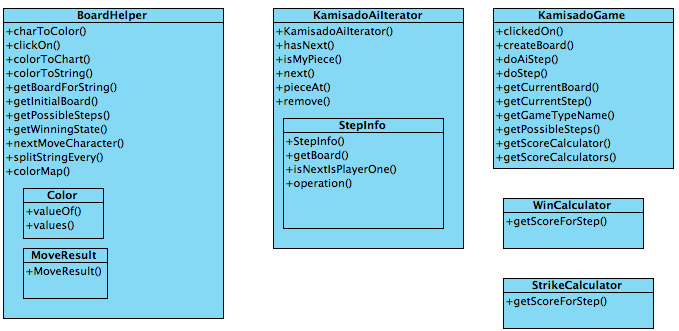 BoardHelper
+charToColor()
+clickOn()
+colorToChart()
+colorToString()
+getBoardForString()
+getInitialBoard()
+getPossibleSteps()
+getWinningState()
+nextMoveCharacter()
+splitStringEvery()
+colorMap()
Color
+valueOf()
+values()
MoveResult
+MoveResult()
KamisadoAiIterator
+KamisadoAiIterator()
+hasNext()
+isMyPiece()
+next()
+pieceAt()
+remove()
StepInfo
+StepInfo()
+getBoard()
+isNextIsPlayerOne()
+operation()
KamisadoGame
+clickedOn()
+createBoard()
+doAiStep()
+doStep()
+getCurrentBoard()
+getCurrentStep()
+getGameTypeName()
+getPossibleSteps()
+getScoreCalculator()
+getScoreCalculators()
WinCalculator
+getScoreForStep()
StrikeCalculator
+getScoreForStep()